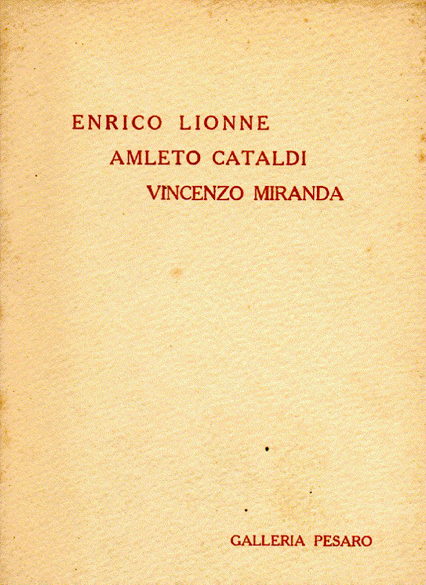 ENRICO LIONNE
AMLETO CATALDI
VINCENZO MIRANDA
GALLERIA PESARO